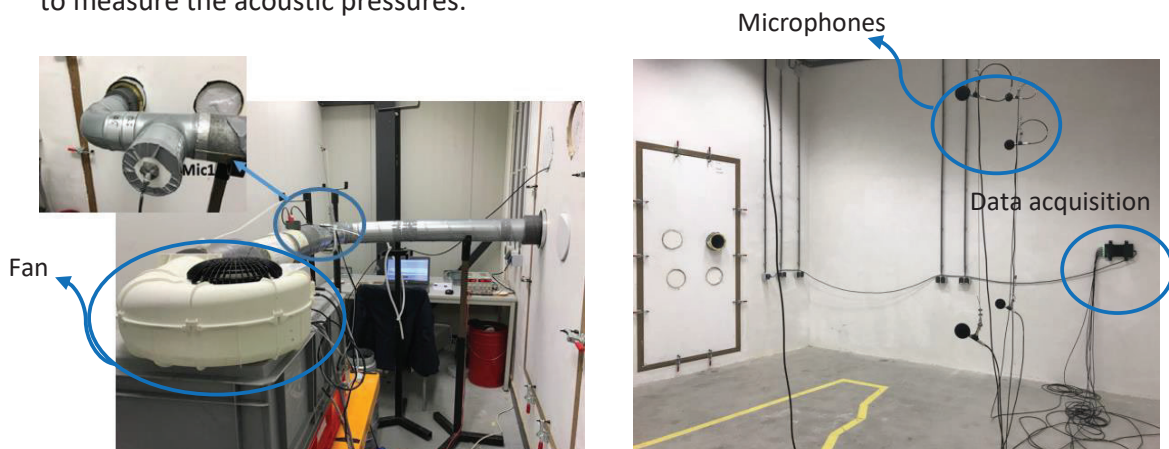 to measure the acoustic pressures.
Microphones
Mic1
Data acquisition
Fan